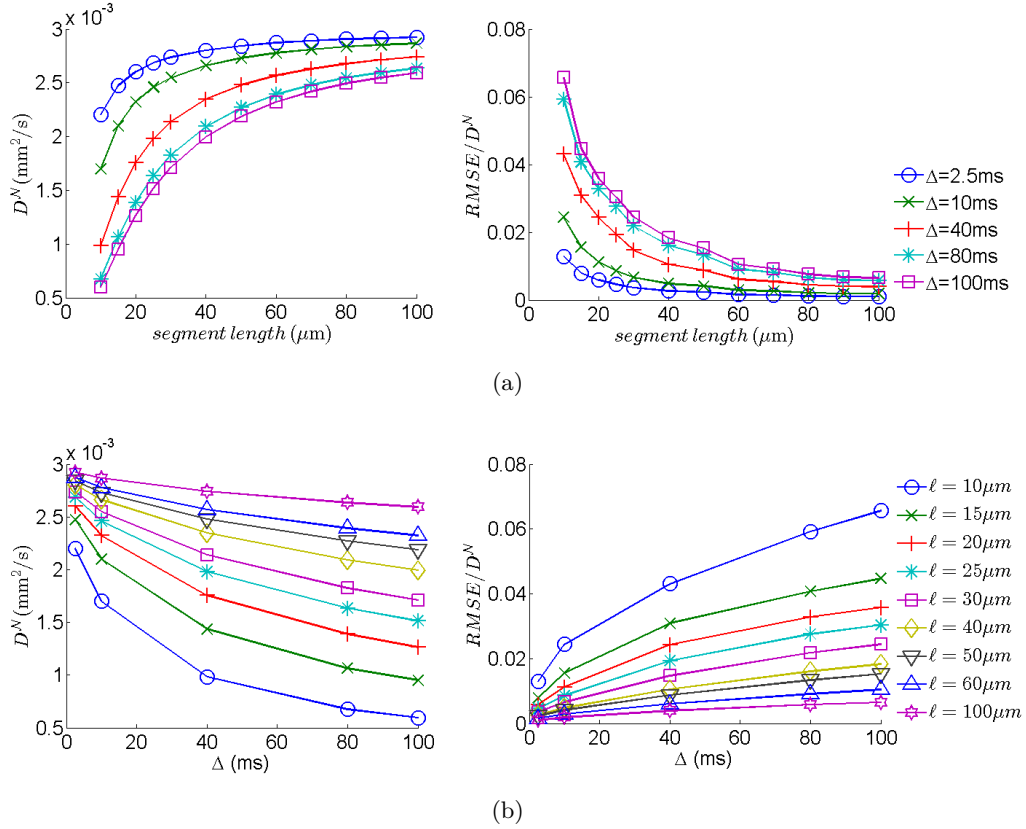 x 10⁻³
3
2.5
2
1.5
1
0.5
0 20 40 60 80 100
D^N (mm²/s)
segment length (µm)
0.08
0.06
0.04
0.02
0
0 20 40 60 80 100
RMSE/D^N
segment length (µm)
Δ=2.5ms
Δ=10ms
Δ=40ms
Δ=80ms
Δ=100ms
(a)
x 10⁻³
3
2.5
2
1.5
1
0.5
0 20 40 60 80 100
D^N (mm²/s)
Δ (ms)
0.08
0.06
0.04
0.02
0
0 20 40 60 80 100
RMSE/D^N
Δ (ms)
ℓ = 10µm
ℓ = 15µm
ℓ = 20µm
ℓ = 25µm
ℓ = 30µm
ℓ = 40µm
ℓ = 50µm
ℓ = 60µm
ℓ = 100µm
(b)